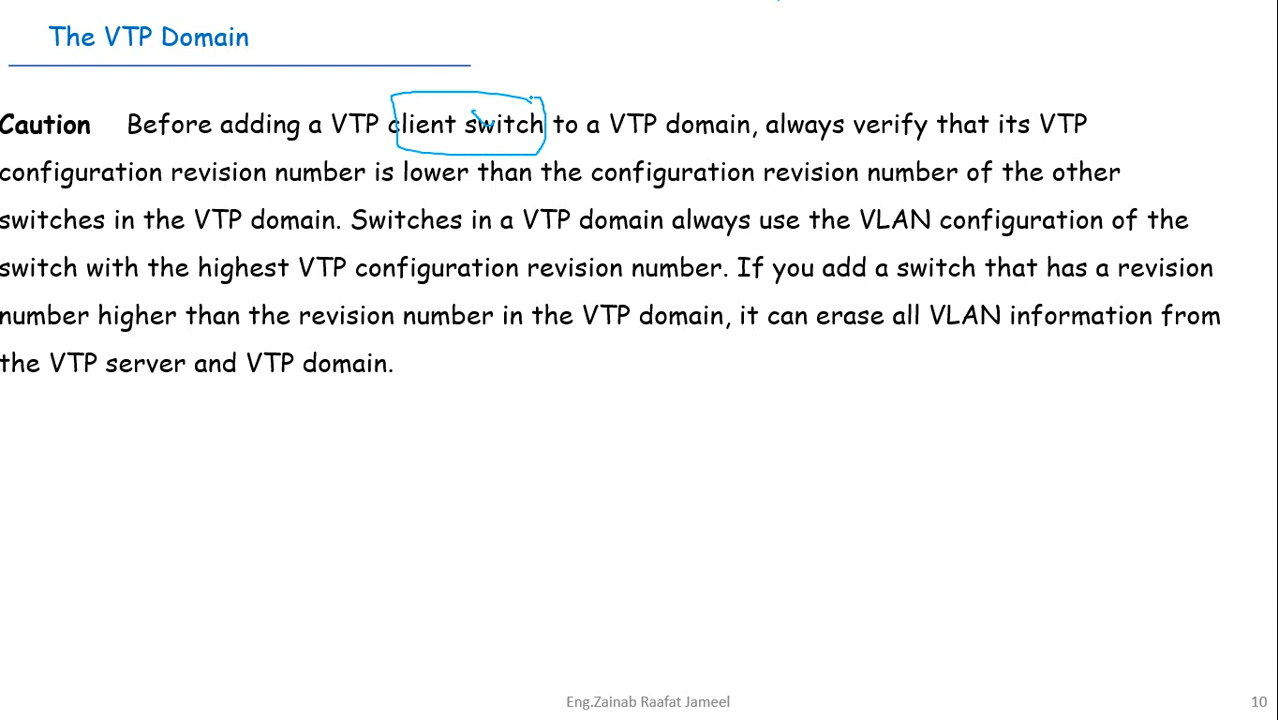 The VTP Domain
Caution Before adding a VTP client switch to a VTP domain, always verify that its VTP
configuration revision number is lower than the configuration revision number of the other
switches in the VTP domain. Switches in a VTP domain always use the VLAN configuration of the
switch with the highest VTP configuration revision number. If you add a switch that has a revision
number higher than the revision number in the VTP domain, it can erase all VLAN information from
the VTP server and VTP domain.
Eng.Zainab Raafat Jameel
10